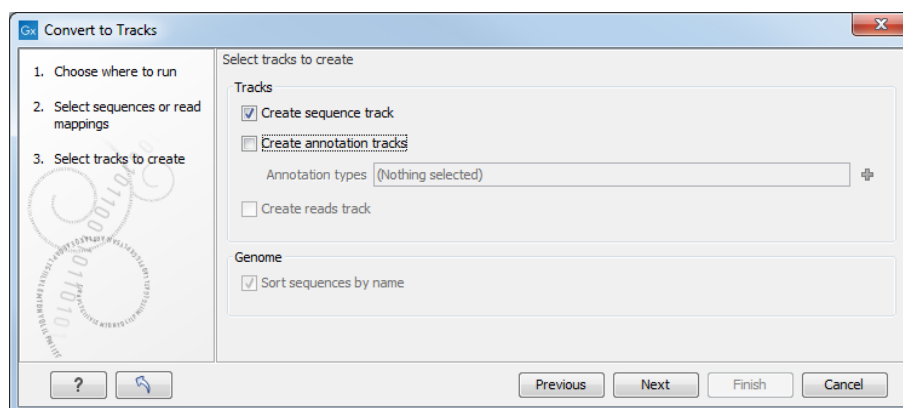 Gx Convert to Tracks
1. Choose where to run
2. Select sequences or read
mappings
3. Select tracks to create
Select tracks to create
Tracks
Create sequence track
Create annotation tracks
Annotation types (Nothing selected)
Create reads track
Genome
Sort sequences by name
? Previous Next Finish Cancel